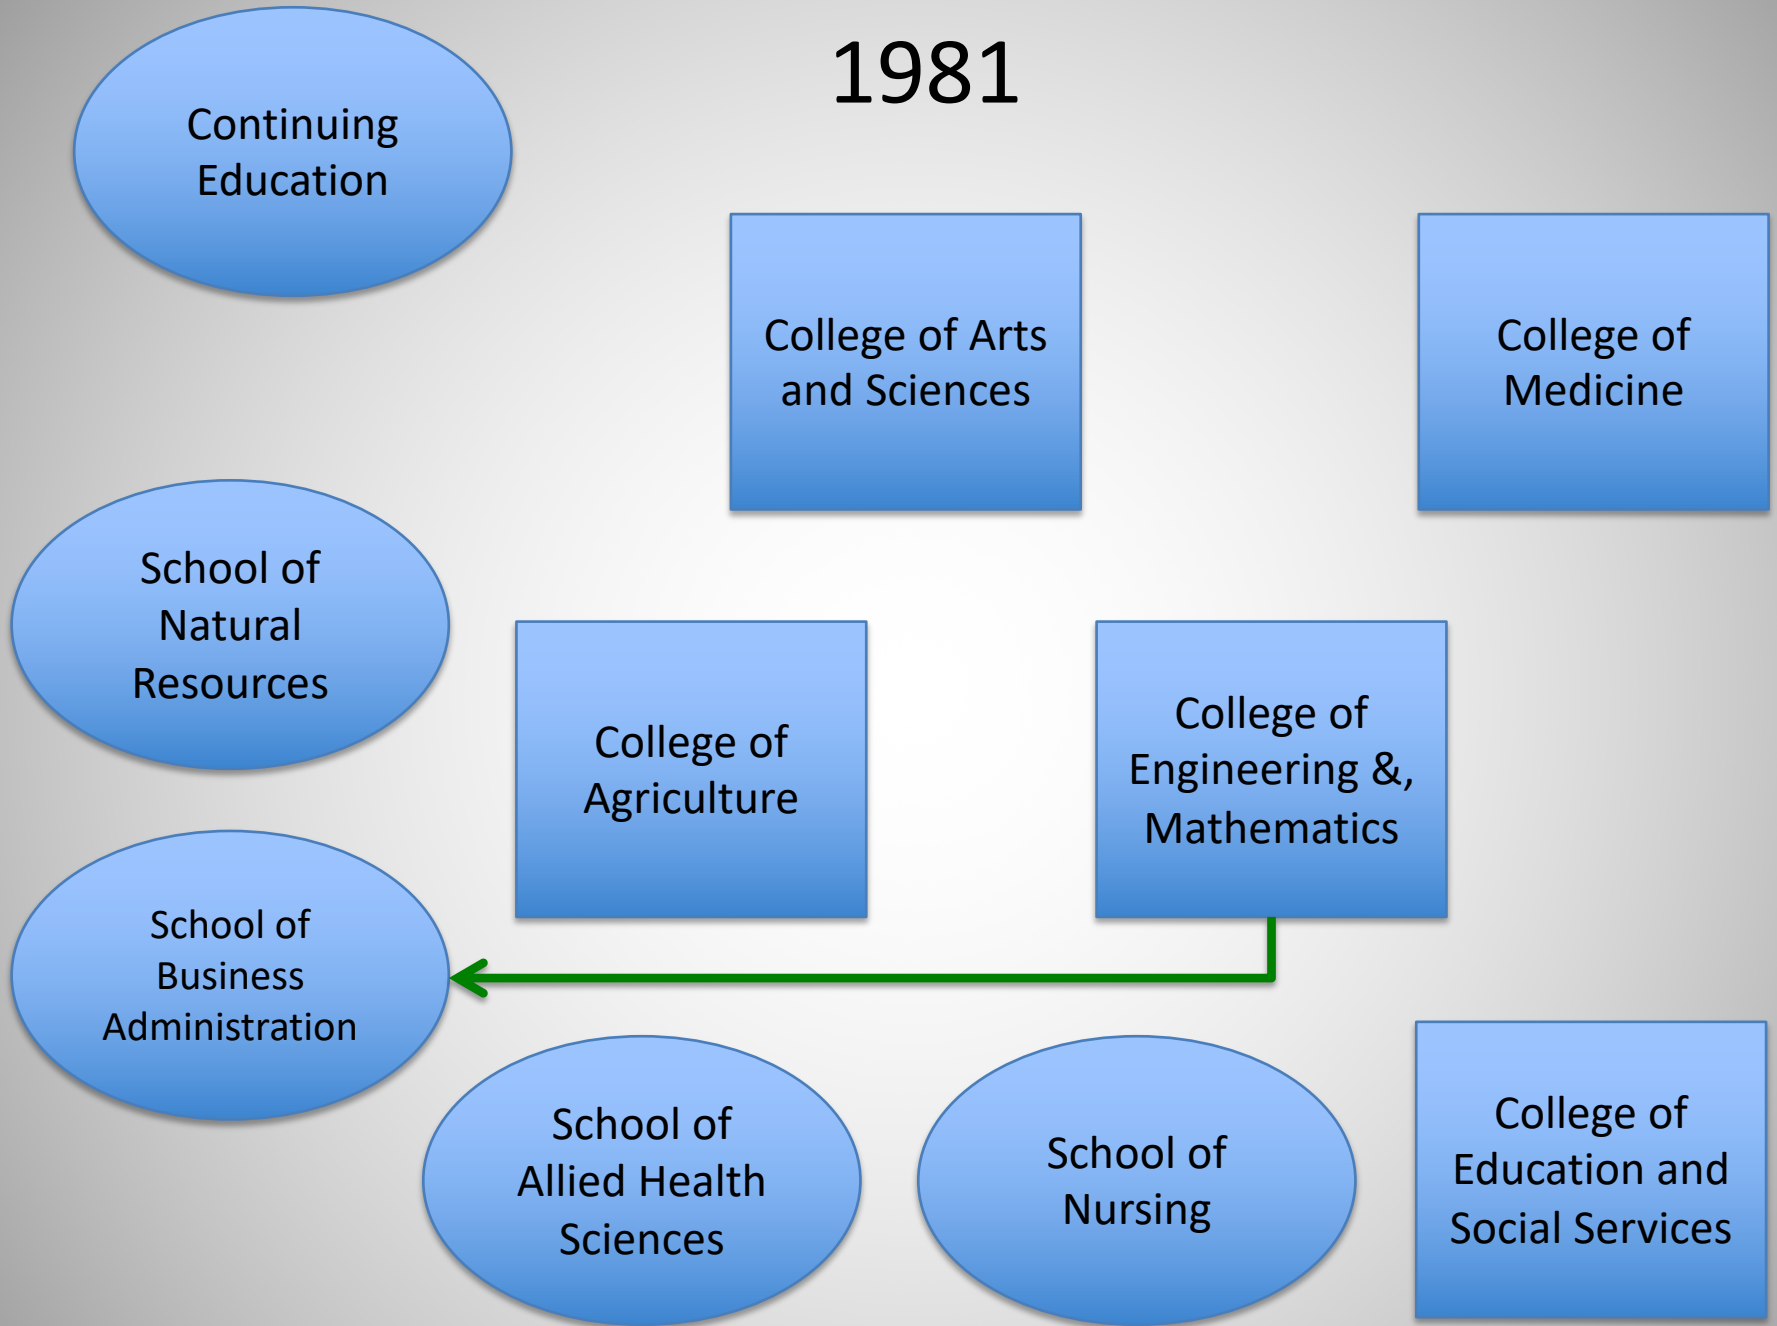 1981
Continuing
Education
College of Arts
and Sciences
College of
Medicine
School of
Natural
Resources
College of
Agriculture
College of
Engineering &,
Mathematics
School of
Business
Administration
School of
Allied Health
Sciences
School of
Nursing
College of
Education and
Social Services